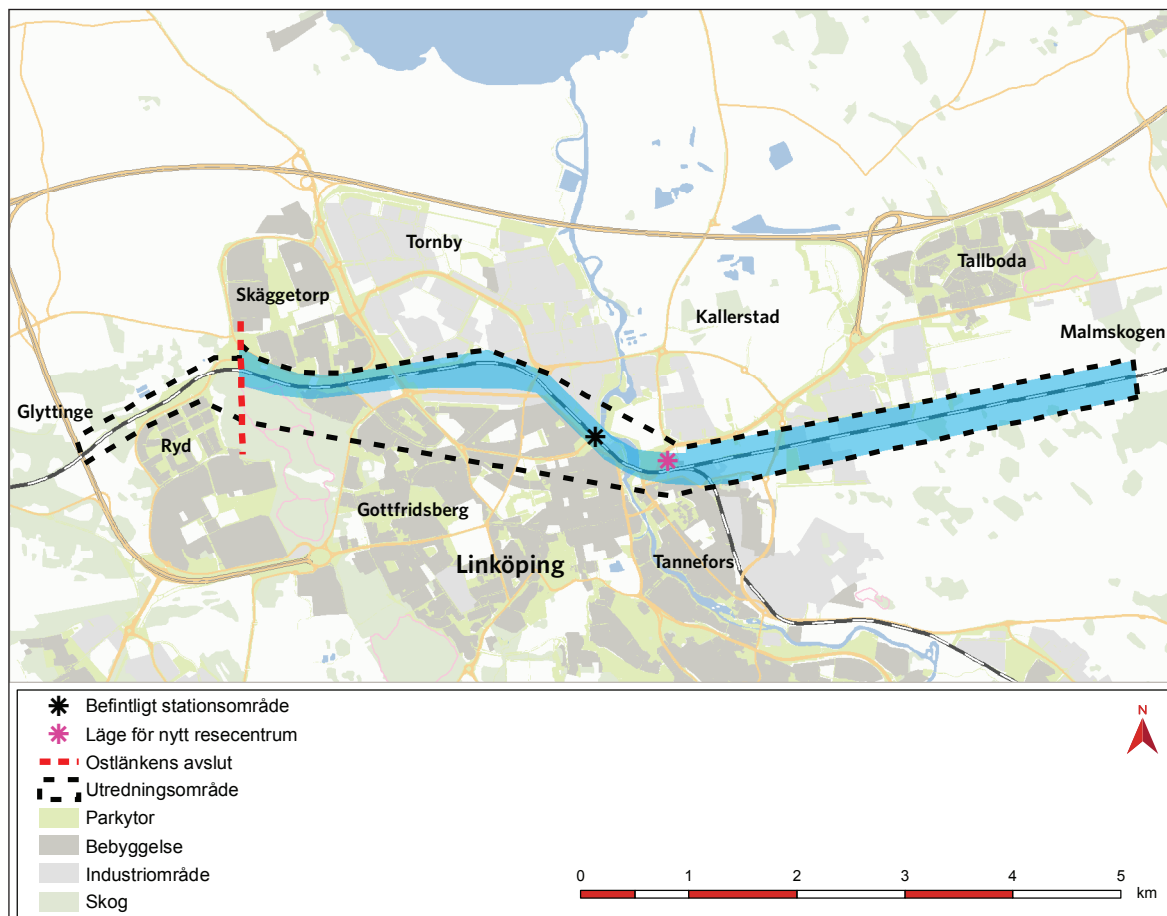 Tornby
Tallboda
Skäggetorp
Kallerstad
Malmskogen
Glyttinge
Ryd
Gottfridsberg
Linköping
Tannefors
Befintligt stationsområde
Läge för nytt resecentrum
Ostlänkens avslut
Utredningsområde
Parkytor
Bebyggelse
Industriområde
Skog
N
0 1 2 3 4 5
km